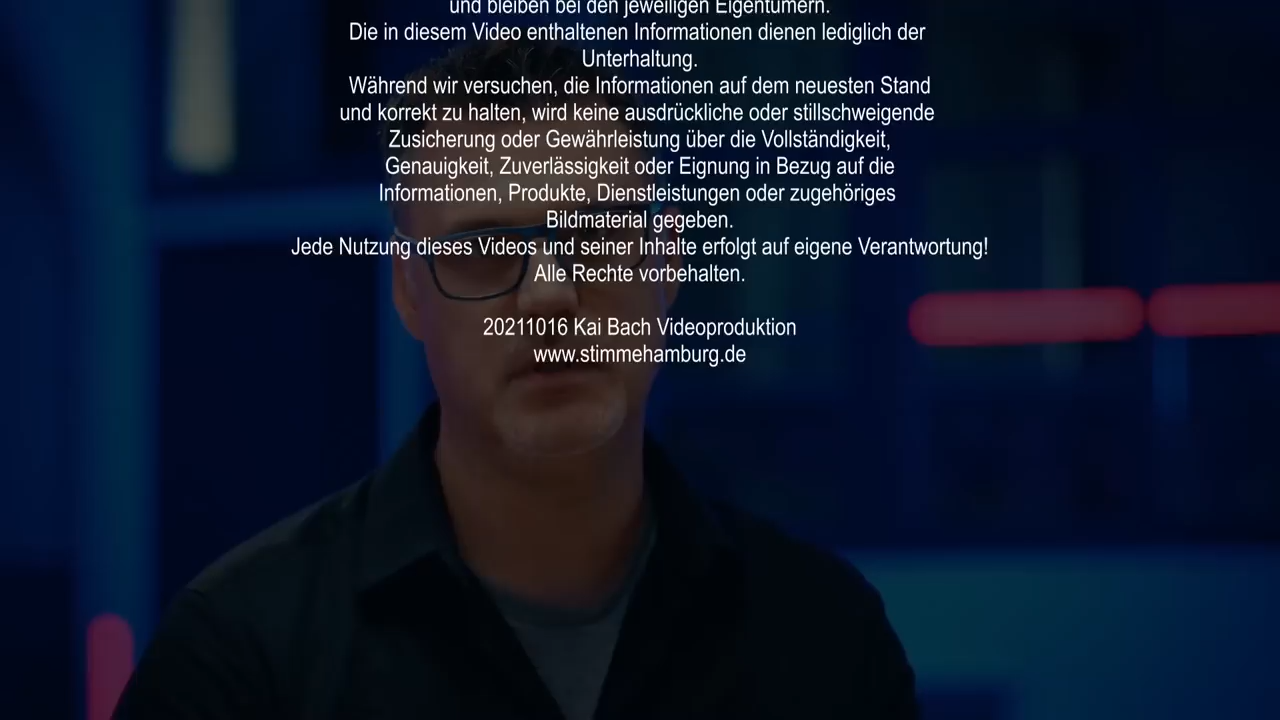 und bleiben bei den jeweiligen Eigentümern.
Die in diesem Video enthaltenen Informationen dienen lediglich der
Unterhaltung.
Während wir versuchen, die Informationen auf dem neuesten Stand
und korrekt zu halten, wird keine ausdrückliche oder stillschweigende
Zusicherung oder Gewährleistung über die Vollständigkeit,
Genauigkeit, Zuverlässigkeit oder Eignung in Bezug auf die
Informationen, Produkte, Dienstleistungen oder zugehöriges
Bildmaterial gegeben.
Jede Nutzung dieses Videos und seiner Inhalte erfolgt auf eigene Verantwortung!
Alle Rechte vorbehalten.
20211016 Kai Bach Videoproduktion
www.stimmehamburg.de